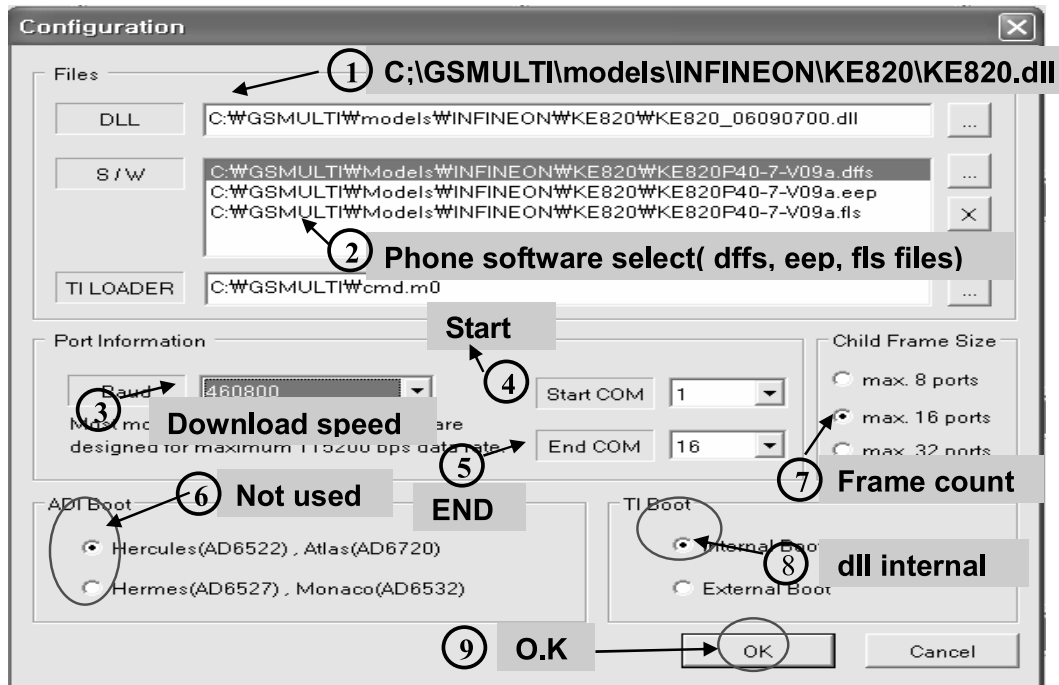 Configuration
Files
① C;\GSMULTI\models\INFINEON\KE820\KE820.dll
DLL
C:₩GSMULTI₩models₩INFINEON₩KE820₩KE820_06090700.dll
...
S/W
C:₩GSMULTI₩Models₩INFINEON₩KE820₩KE820P40-7-V09a.dffs
...
C:₩GSMULTI₩Models₩INFINEON₩KE820₩KE820P40-7-V09a.eep
C:₩GSMULTI₩Models₩INFINEON₩KE820₩KE820P40-7-V09a.fls
X
② Phone software select( dffs, eep, fls files)
TI LOADER
C:₩GSMULTI₩cmd.m0
...
Start
Port Information
Child Frame Size
④
Baud
460800
Start COM
1
max. 8 ports
③ Download speed
max. 16 ports
designed for maximum 115200 bps data rate.
End COM
16
max. 32 ports
⑤
END
⑦ Frame count
⑥ Not used
ADI Boot
TI Boot
Hercules(AD6522) , Atlas(AD6720)
Internal Boot
⑧ dll internal
Hermes(AD6527) , Monaco(AD6532)
External Boot
⑨ O.K
OK
Cancel